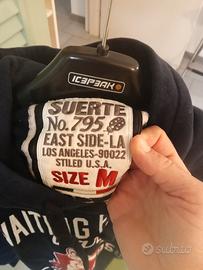 ICEPEAK
SUERTE
No. 795
EAST SIDE-LA
LOS ANGELES-90022
STILED U.S.A.
SIZE M
subito